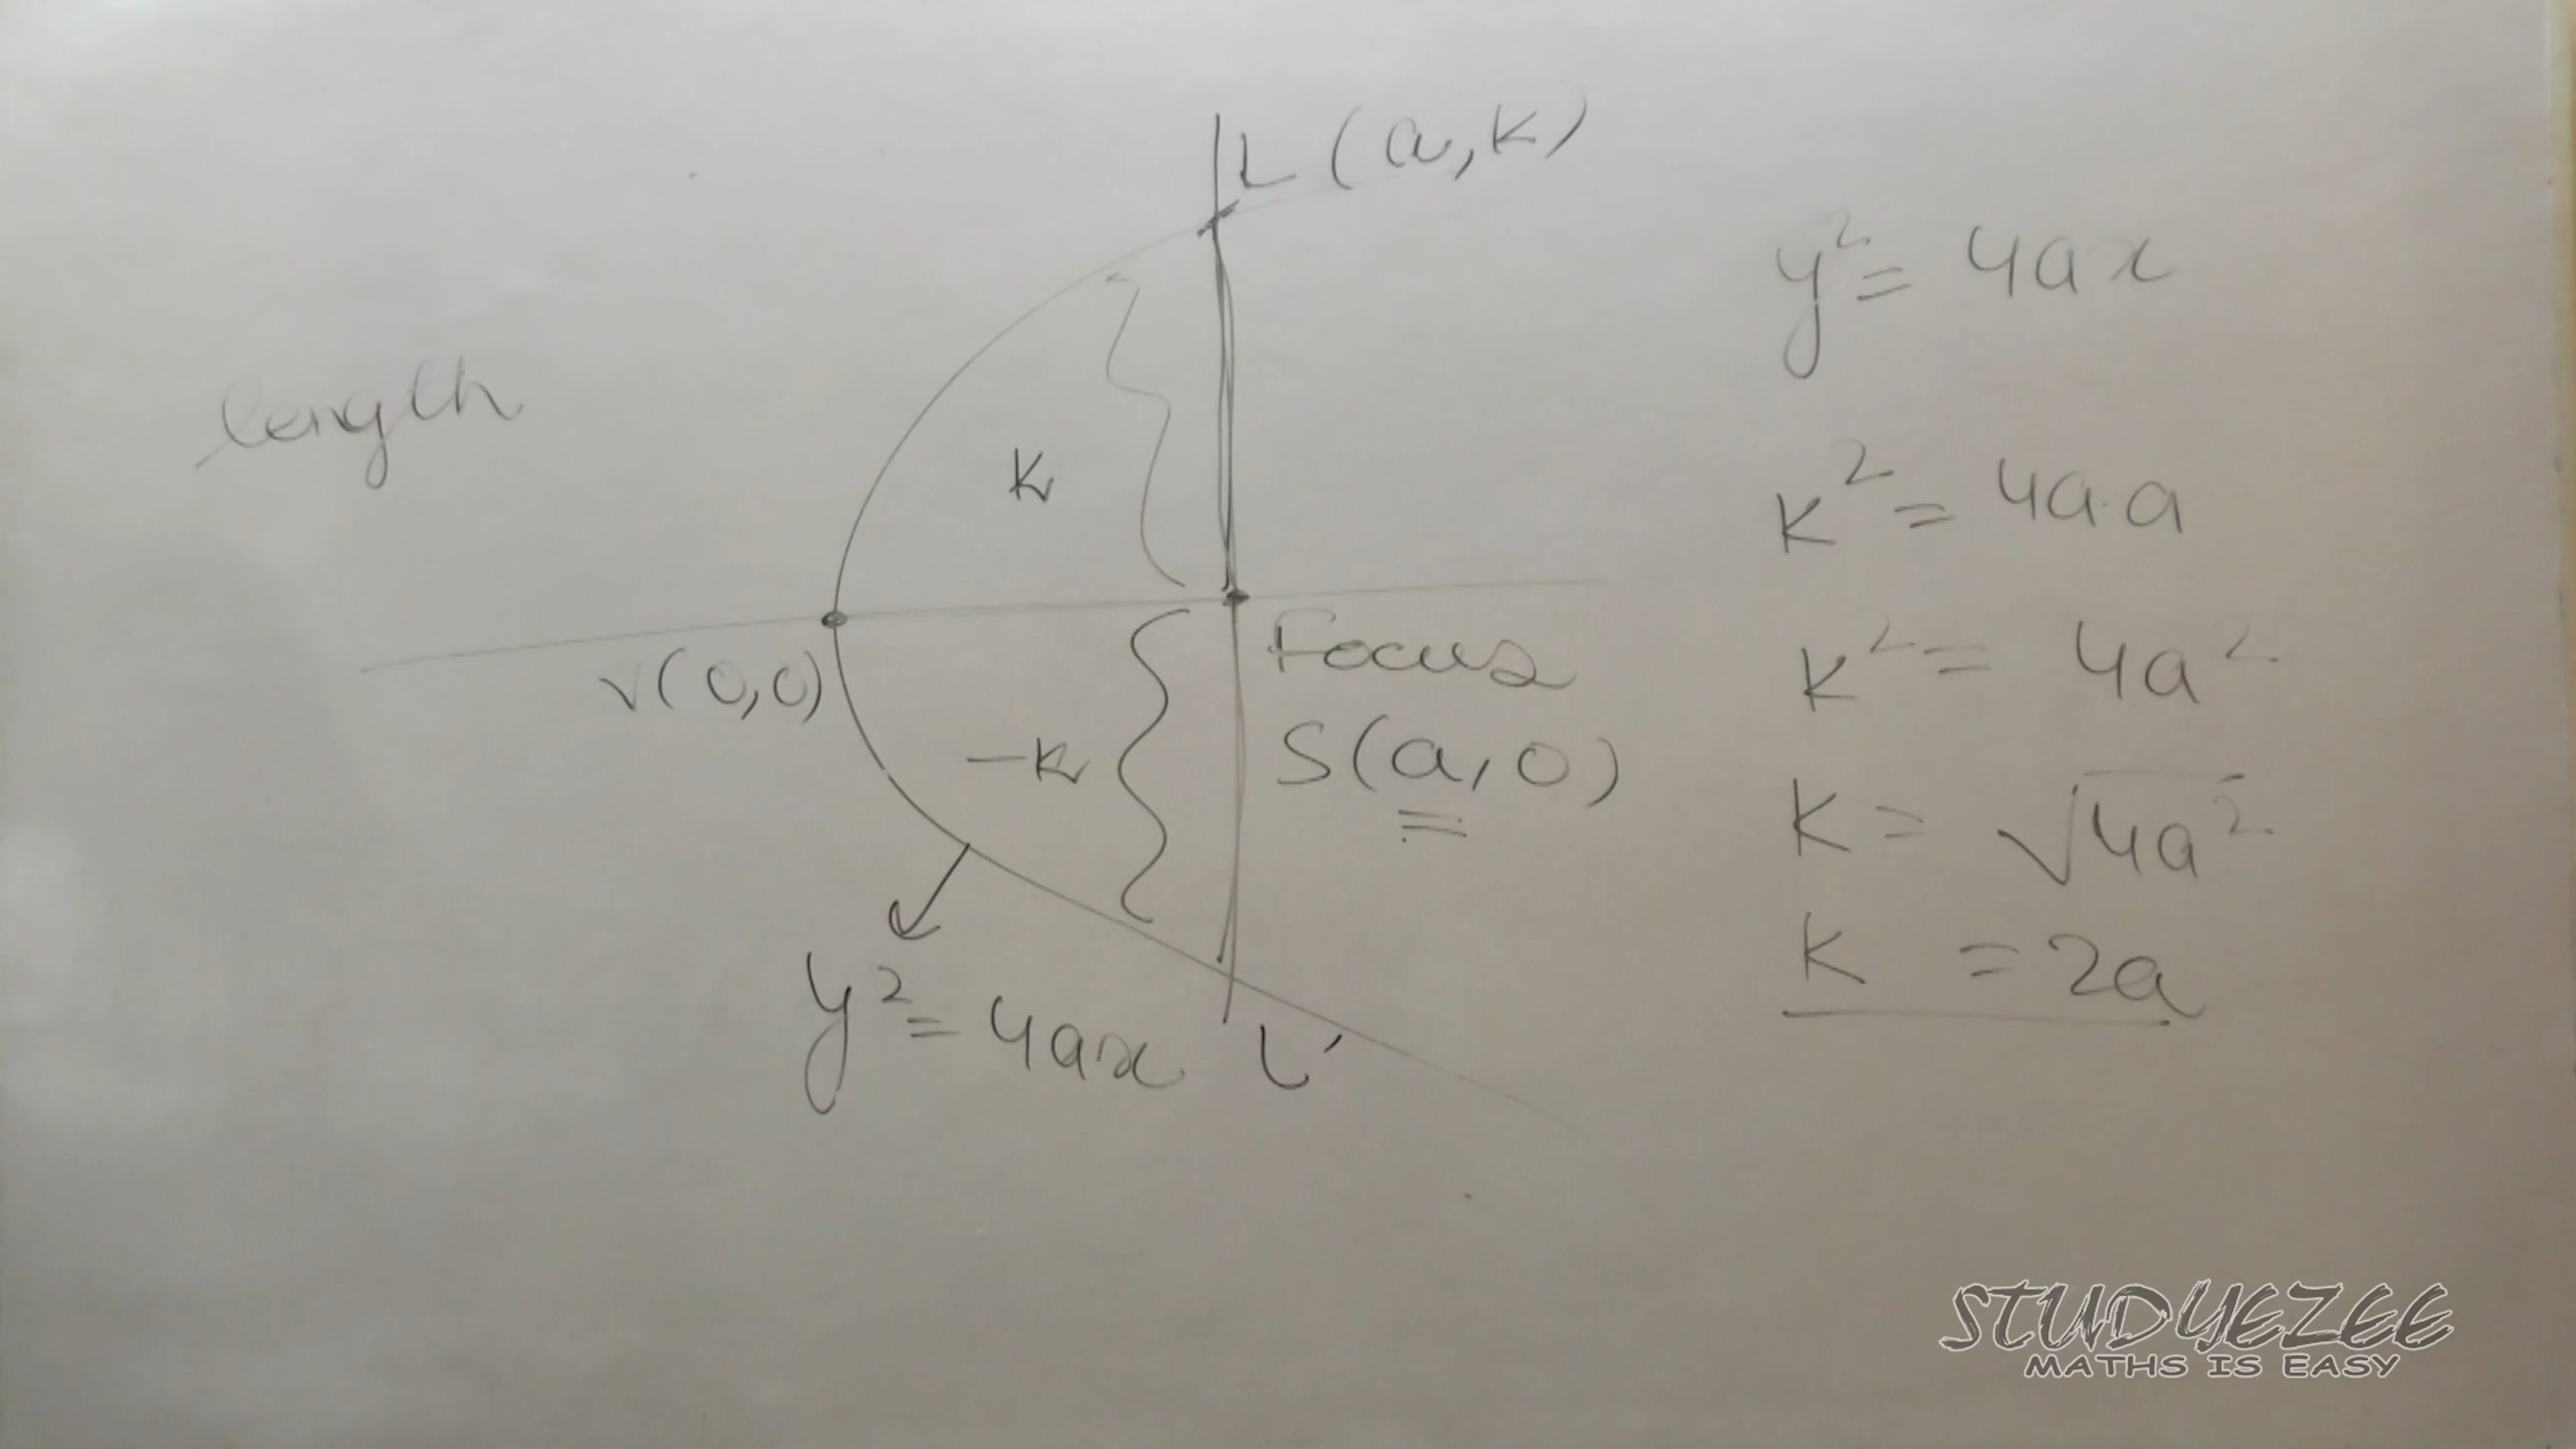 L (a, K)
length
K
V(0,0)
Focus
S(a, 0)
-K
y² = 4ax
L'
y² = 4ax
K² = 4a.a
K² = 4a²
K = √4a²
K = 2a
STUDYEZEE
MATHS IS EASY